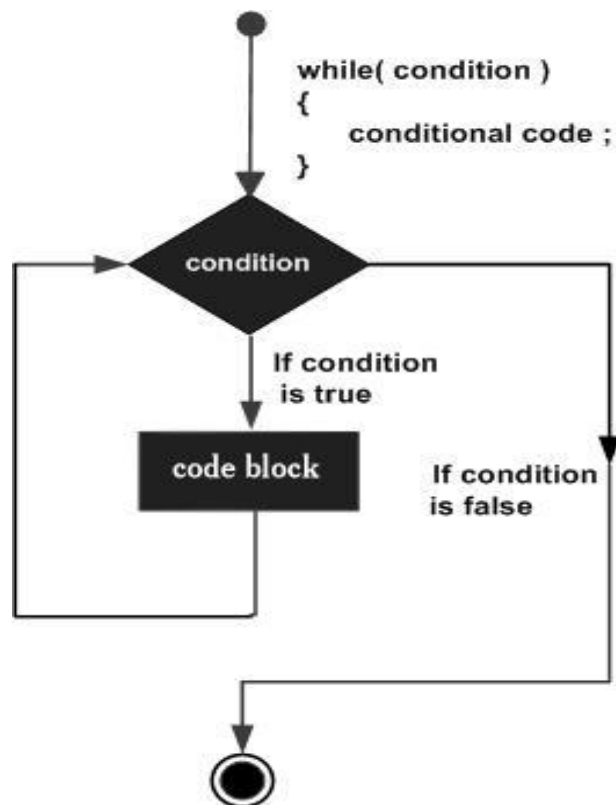 while( condition )
{
conditional code ;
}
condition
If condition
is true
code block
If condition
is false